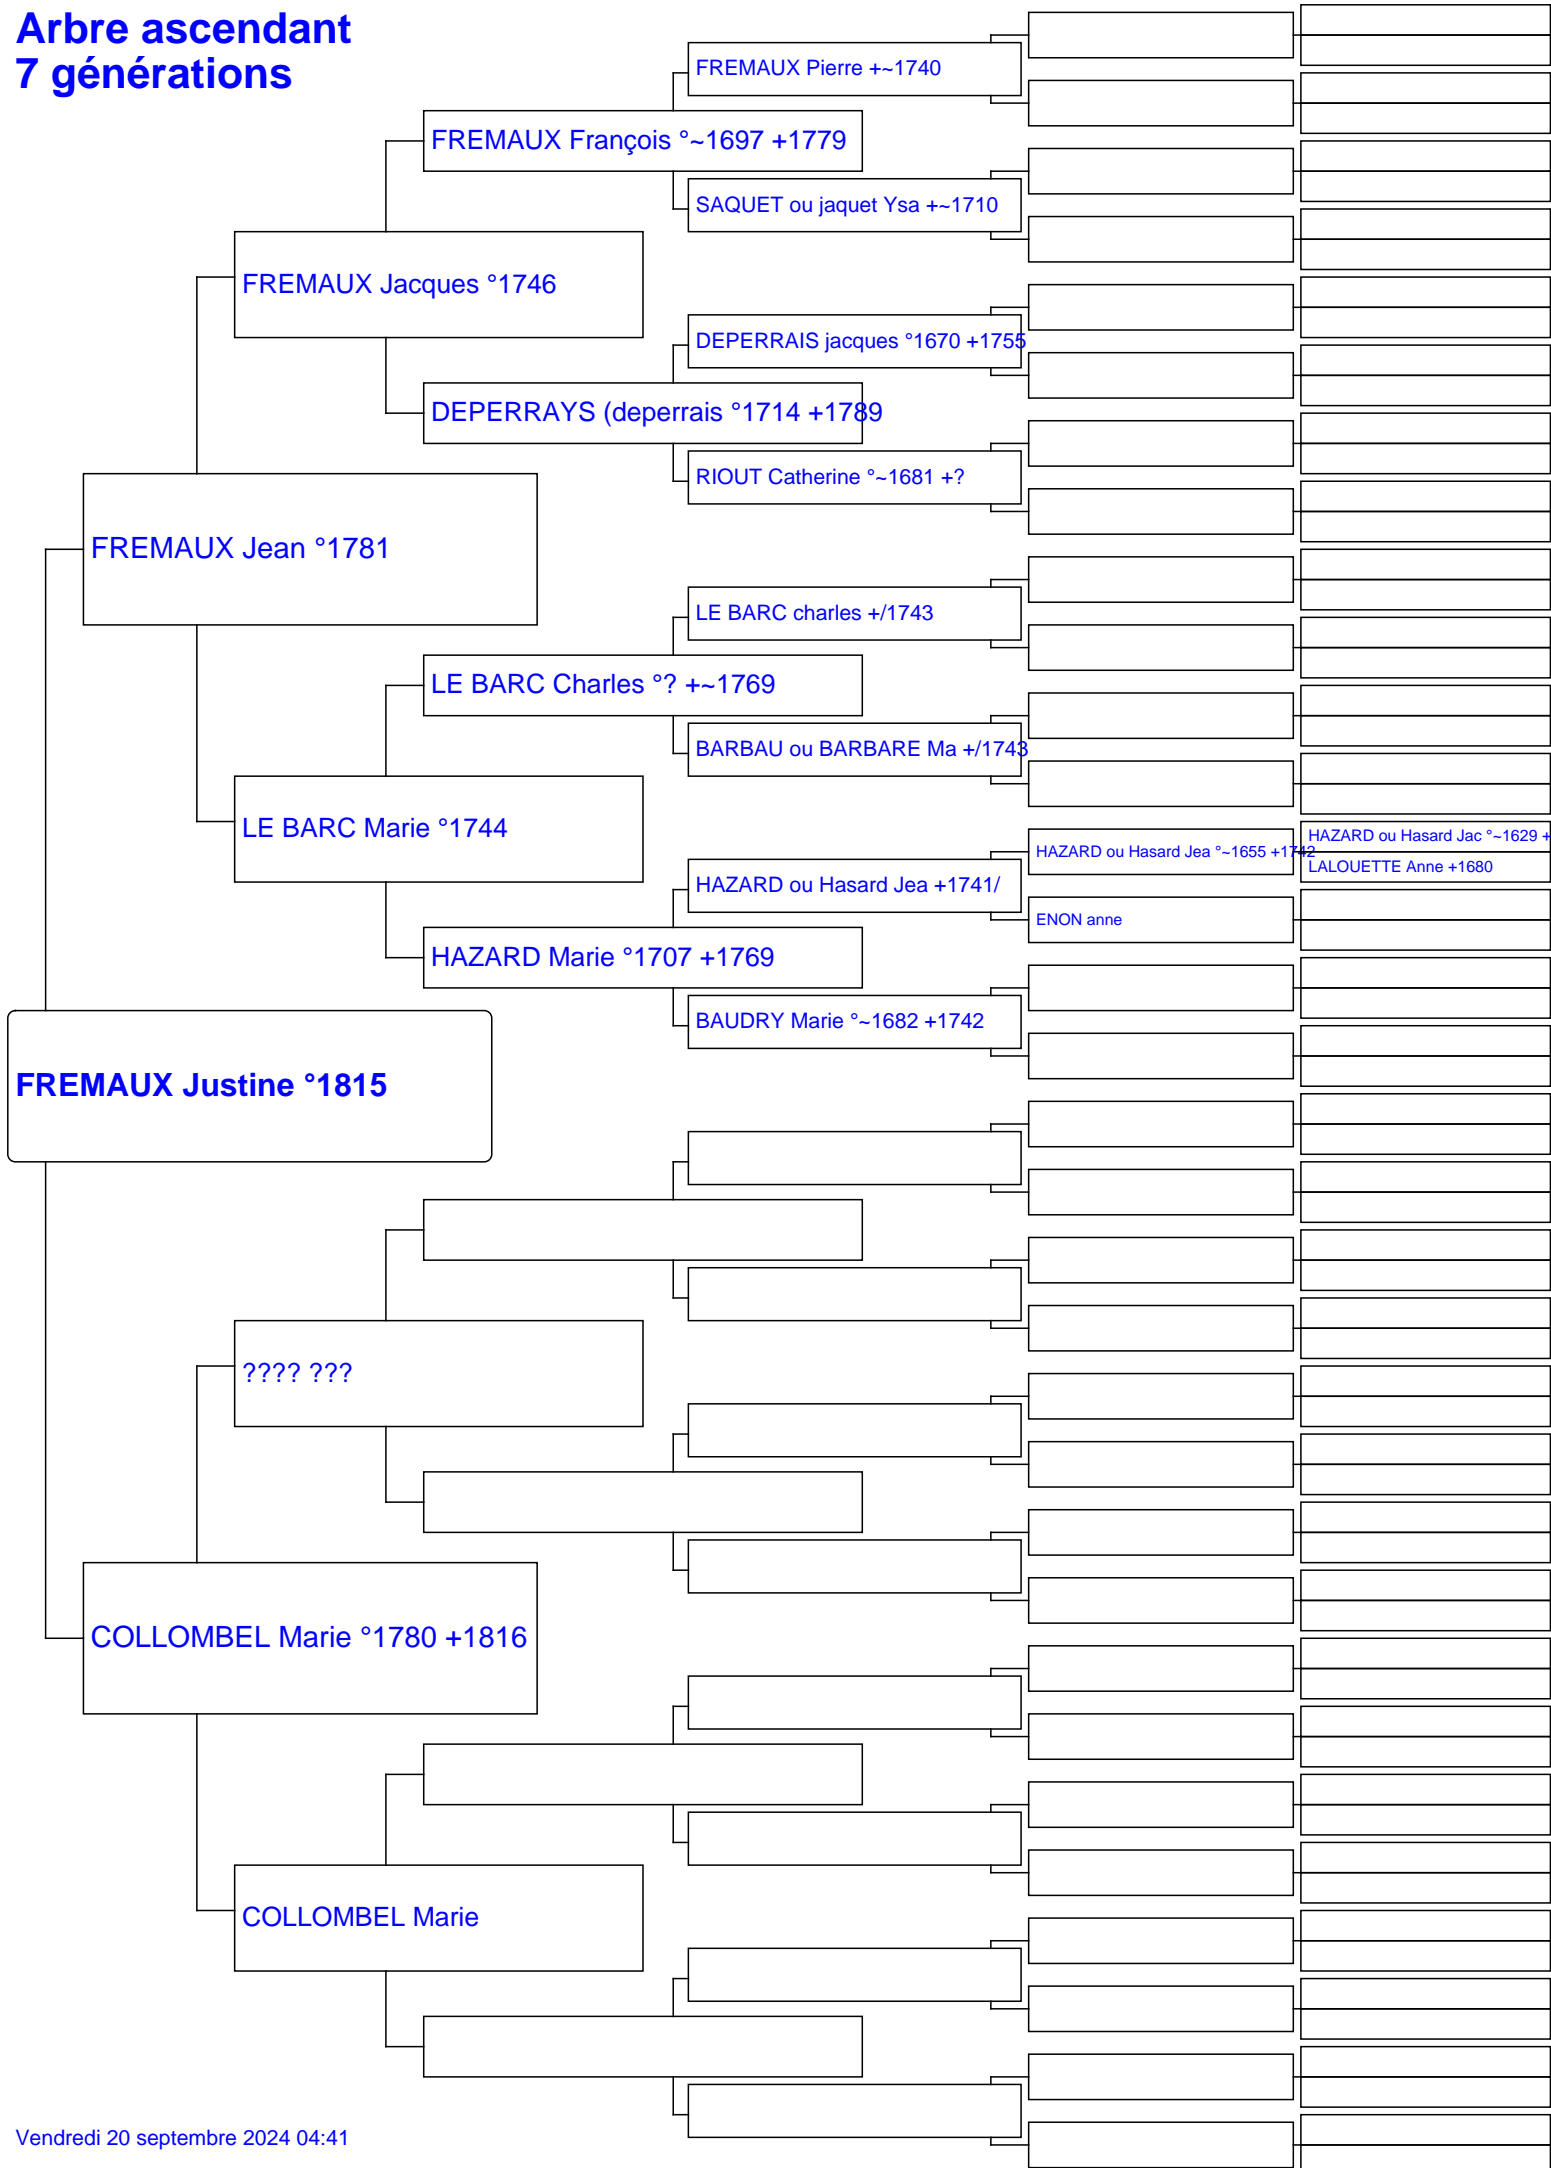 Arbre ascendant
7 générations
FREMAUX Pierre +~1740
FREMAUX François °~1697 +1779
SAQUET ou jaquet Ysa +~1710
FREMAUX Jacques °1746
DEPERRAIS jacques °1670 +1755
DEPERRAYS (deperrais °1714 +1789
RIOUT Catherine °~1681 +?
FREMAUX Jean °1781
LE BARC charles +/1743
LE BARC Charles °? +~1769
BARBAU ou BARBARE Ma +/1743
LE BARC Marie °1744
HAZARD ou Hasard Jac °~1629 +
HAZARD ou Hasard Jea °~1655 +1742
LALOUETTE Anne +1680
HAZARD ou Hasard Jea +1741/
ENON anne
HAZARD Marie °1707 +1769
BAUDRY Marie °~1682 +1742
FREMAUX Justine °1815
???? ???
COLLOMBEL Marie °1780 +1816
COLLOMBEL Marie
Vendredi 20 septembre 2024 04:41